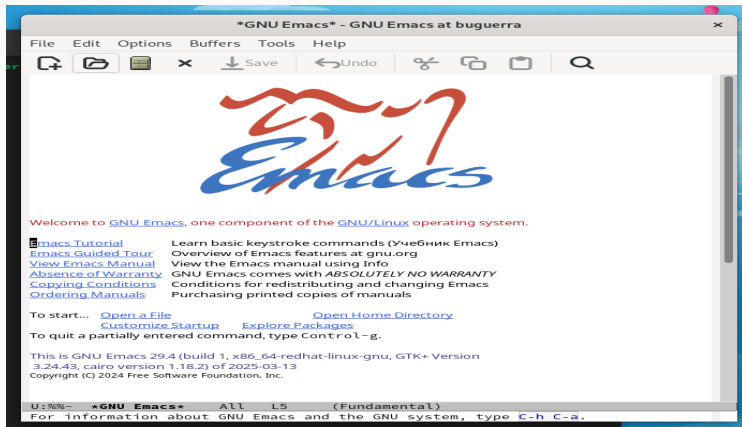 *GNU Emacs* - GNU Emacs at buguerra
File Edit Options Buffers Tools Help
Save Undo
Emacs
Welcome to GNU Emacs, one component of the GNU/Linux operating system.
Emacs Tutorial Learn basic keystroke commands (Учебник Emacs)
Emacs Guided Tour Overview of Emacs features at gnu.org
View Emacs Manual View the Emacs manual using Info
Absence of Warranty GNU Emacs comes with ABSOLUTELY NO WARRANTY
Copying Conditions Conditions for redistributing and changing Emacs
Ordering Manuals Purchasing printed copies of manuals
To start... Open a File Open Home Directory
Customize Startup Explore Packages
To quit a partially entered command, type Control-g.
This is GNU Emacs 29.4 (build 1, x86_64-redhat-linux-gnu, GTK+ Version
3.24.43, cairo version 1.18.2) of 2025-03-13
Copyright (C) 2024 Free Software Foundation, Inc.
U:%%- *GNU Emacs* All L5 (Fundamental)
For information about GNU Emacs and the GNU system, type C-h C-a.